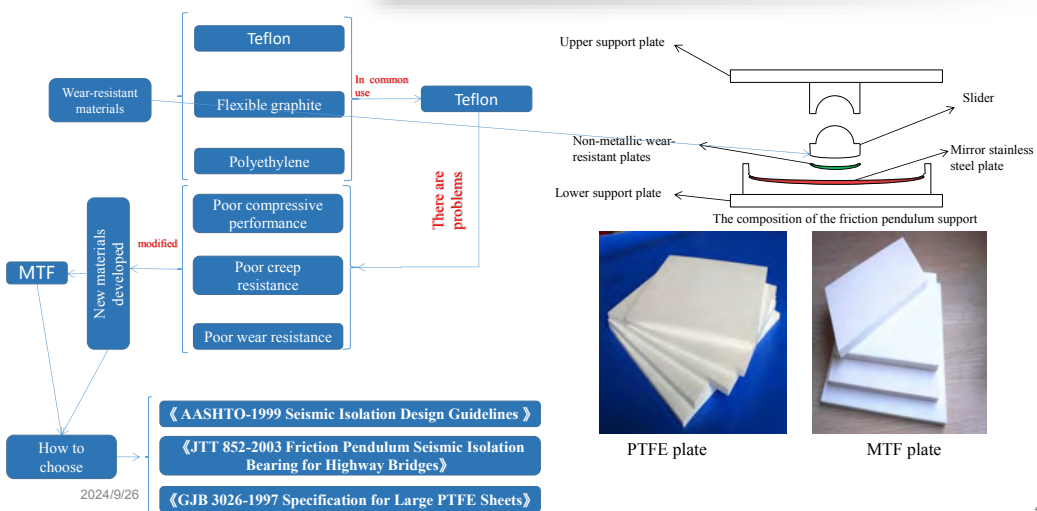 Wear-resistant
materials
Teflon
Flexible graphite
Polyethylene
In common
use
Teflon
There are
problems
Poor compressive
performance
Poor creep
resistance
Poor wear resistance
modified
New materials
developed
MTF
How to
choose
《 AASHTO-1999 Seismic Isolation Design Guidelines 》
《JTT 852-2003 Friction Pendulum Seismic Isolation
Bearing for Highway Bridges》
《GJB 3026-1997 Specification for Large PTFE Sheets》
2024/9/26
Upper support plate
Slider
Non-metallic wear-
resistant plates
Mirror stainless
steel plate
Lower support plate
The composition of the friction pendulum support
PTFE plate
MTF plate